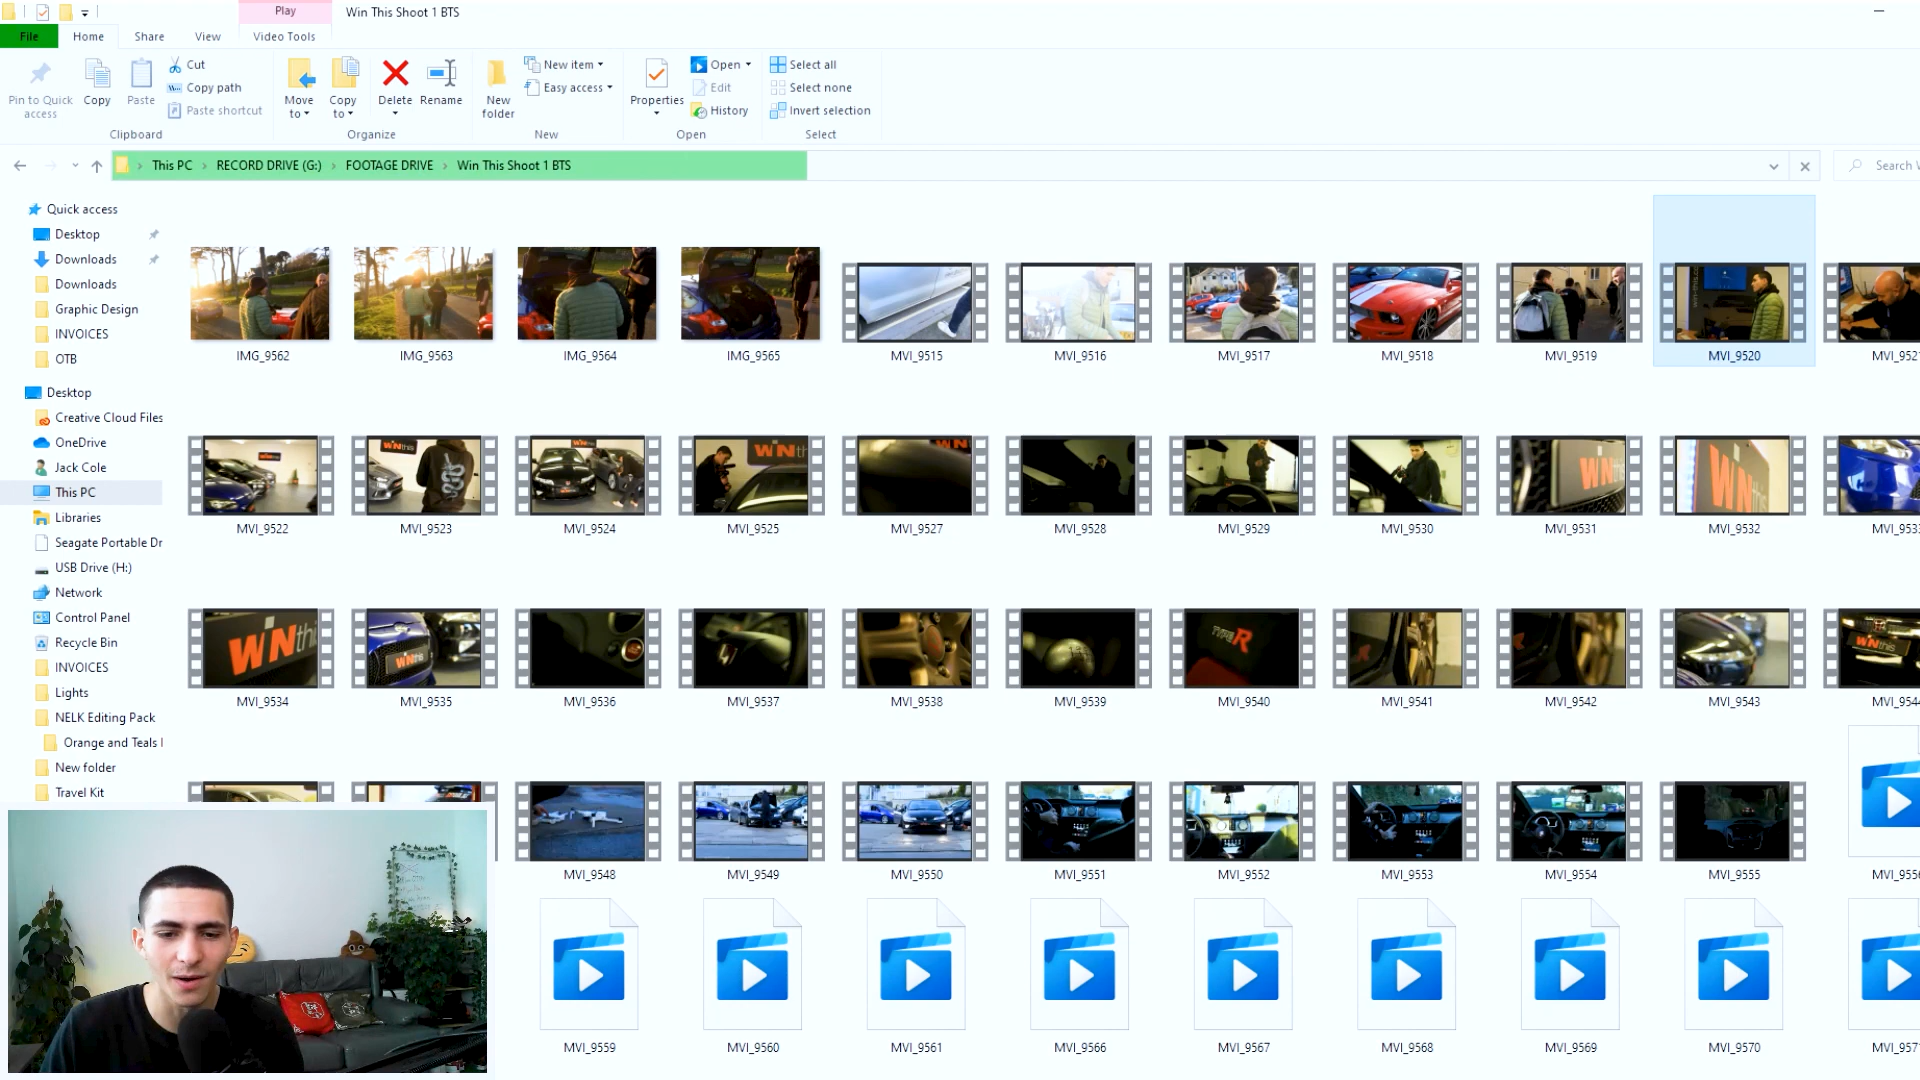 Play
Win This Shoot 1 BTS
File
Home
Share
View
Video Tools
Pin to Quick access
Copy
Paste
Cut
Copy path
Paste shortcut
Clipboard
Move to
Copy to
Delete
Rename
Organize
New folder
New item
Easy access
New
Properties
Open
Edit
History
Open
Select all
Select none
Invert selection
Select
This PC > RECORD DRIVE (G:) > FOOTAGE DRIVE > Win This Shoot 1 BTS
Search
Quick access
Desktop
Downloads
Downloads
Graphic Design
INVOICES
OTB
Desktop
Creative Cloud Files
OneDrive
Jack Cole
This PC
Libraries
Seagate Portable Dr
USB Drive (H:)
Network
Control Panel
Recycle Bin
INVOICES
Lights
NELK Editing Pack
Orange and Teals
New folder
Travel Kit
IMG_9562
IMG_9563
IMG_9564
IMG_9565
MVI_9515
MVI_9516
MVI_9517
MVI_9518
MVI_9519
MVI_9520
MVI_9521
MVI_9522
MVI_9523
MVI_9524
MVI_9525
MVI_9527
MVI_9528
MVI_9529
MVI_9530
MVI_9531
MVI_9532
MVI_9533
MVI_9534
MVI_9535
MVI_9536
MVI_9537
MVI_9538
MVI_9539
MVI_9540
MVI_9541
MVI_9542
MVI_9543
MVI_9544
MVI_9548
MVI_9549
MVI_9550
MVI_9551
MVI_9552
MVI_9553
MVI_9554
MVI_9555
MVI_9556
MVI_9559
MVI_9560
MVI_9561
MVI_9566
MVI_9567
MVI_9568
MVI_9569
MVI_9570
MVI_9571